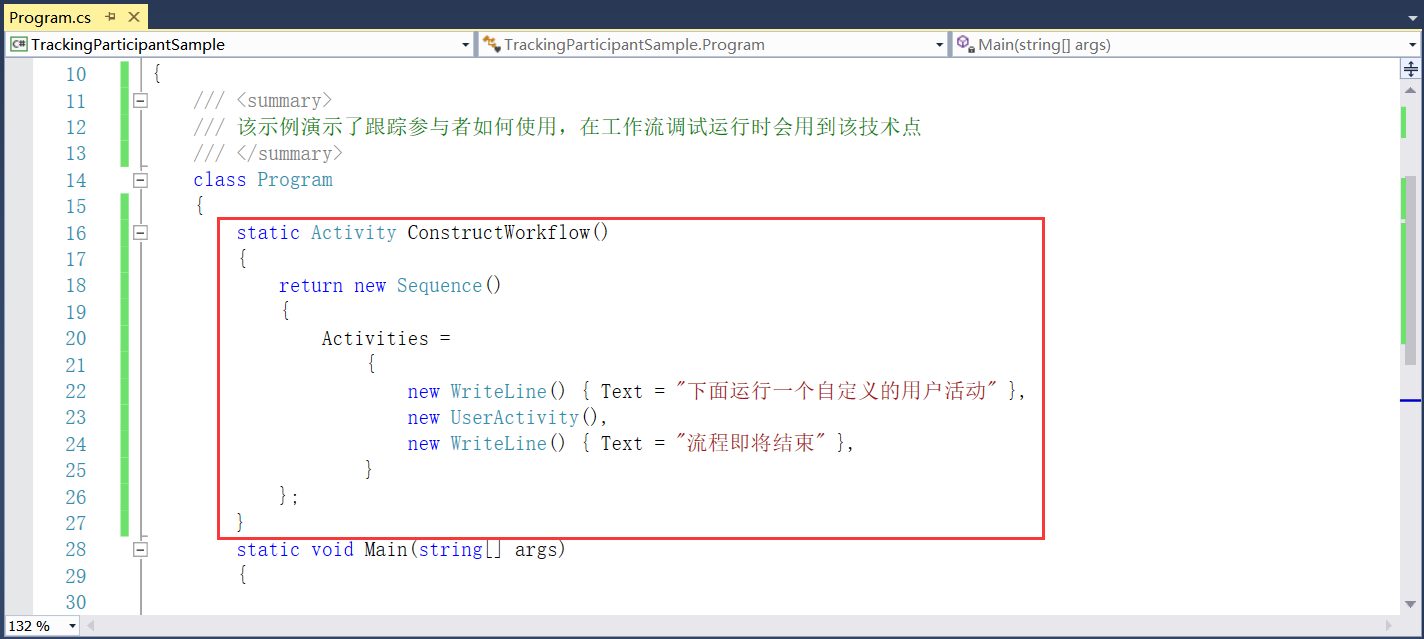 Program.cs
C# TrackingParticipantSample
TrackingParticipantSample.Program
Main(string[] args)
10 {
11 /// <summary>
12 /// 该示例演示了跟踪参与者如何使用，在工作流调试运行时会用到该技术点
13 /// </summary>
14 class Program
15 {
16 static Activity ConstructWorkflow()
17 {
18 return new Sequence()
19 {
20 Activities =
21 {
22 new WriteLine() { Text = "下面运行一个自定义的用户活动" },
23 new UserActivity(),
24 new WriteLine() { Text = "流程即将结束" },
25 }
26 };
27 }
28 static void Main(string[] args)
29 {
30
132 %